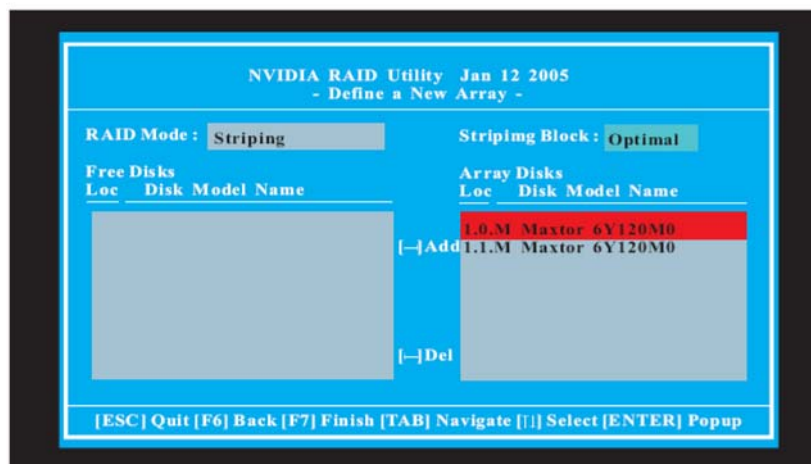 NVIDIA RAID Utility Jan 12 2005
- Define a New Array -
RAID Mode : Striping
Stripimg Block : Optimal
Free Disks
Loc Disk Model Name
Array Disks
Loc Disk Model Name
[→]Add
1.0.M Maxtor 6Y120M0
1.1.M Maxtor 6Y120M0
[←]Del
[ESC] Quit [F6] Back [F7] Finish [TAB] Navigate [↑↓] Select [ENTER] Popup